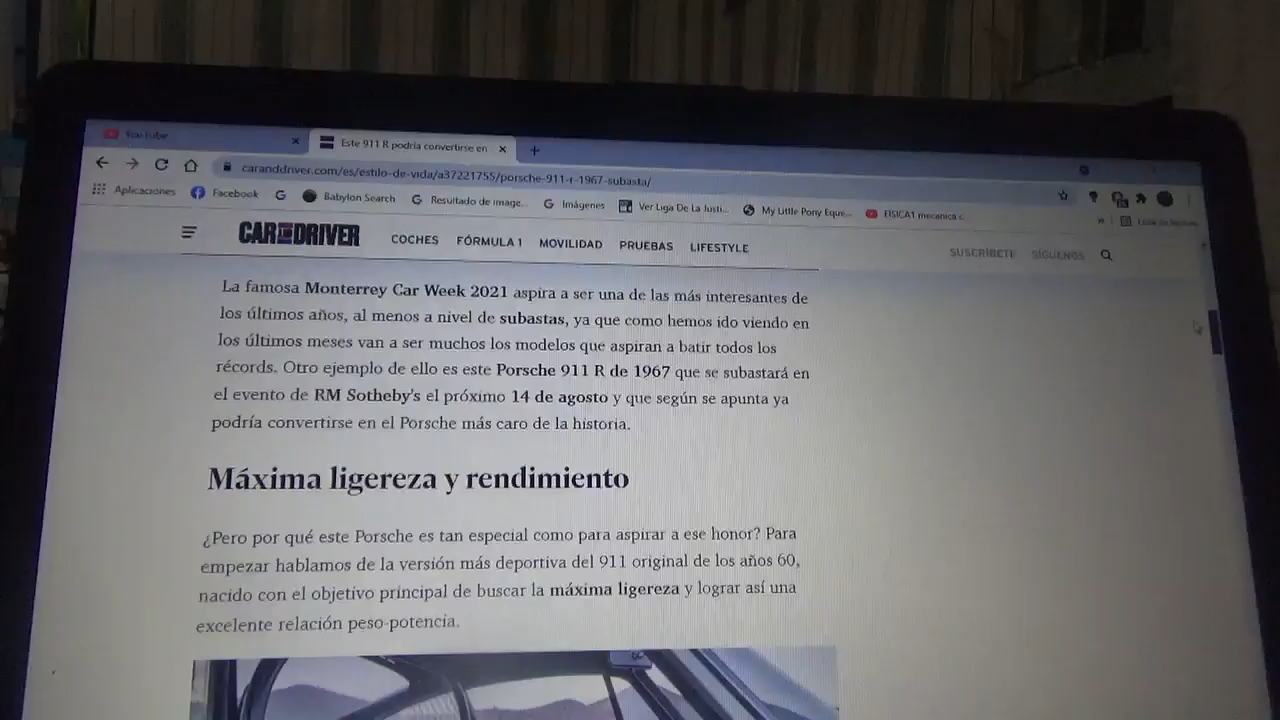 YouTube
Este 911 R podría convertirse en
caranddriver.com/es/estilo-de-vida/a37221755/porsche-911-r-1967-subasta/
Aplicaciones Facebook Babylon Search Resultado de image... Imágenes Ver Liga De La Justi... My Little Pony Eque... FISICA1 mecanica c.
CAR AND DRIVER COCHES FÓRMULA 1 MOVILIDAD PRUEBAS LIFESTYLE SUSCRÍBETE SÍGUENOS
La famosa Monterrey Car Week 2021 aspira a ser una de las más interesantes de
los últimos años, al menos a nivel de subastas, ya que como hemos ido viendo en
los últimos meses van a ser muchos los modelos que aspiran a batir todos los
récords. Otro ejemplo de ello es este Porsche 911 R de 1967 que se subastará en
el evento de RM Sotheby's el próximo 14 de agosto y que según se apunta ya
podría convertirse en el Porsche más caro de la historia.
Máxima ligereza y rendimiento
¿Pero por qué este Porsche es tan especial como para aspirar a ese honor? Para
empezar hablamos de la versión más deportiva del 911 original de los años 60,
nacido con el objetivo principal de buscar la máxima ligereza y lograr así una
excelente relación peso-potencia.